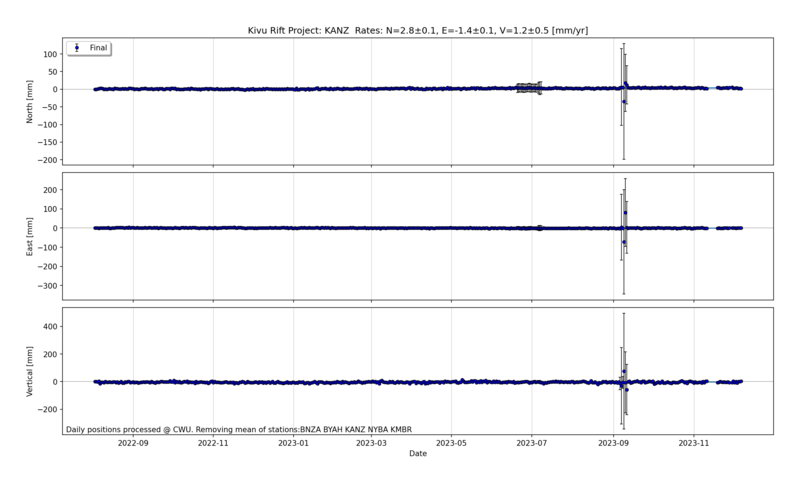 Kivu Rift Project: KANZ  Rates: N=2.8±0.1, E=-1.4±0.1, V=1.2±0.5 [mm/yr]
Final
100
50
0
−50
−100
−150
−200
North [mm]
200
100
0
−100
−200
−300
East [mm]
400
200
0
−200
Vertical [mm]
Daily positions processed @ CWU. Removing mean of stations:BNZA BYAH KANZ NYBA KMBR
2022-09 2022-11 2023-01 2023-03 2023-05 2023-07 2023-09 2023-11
Date